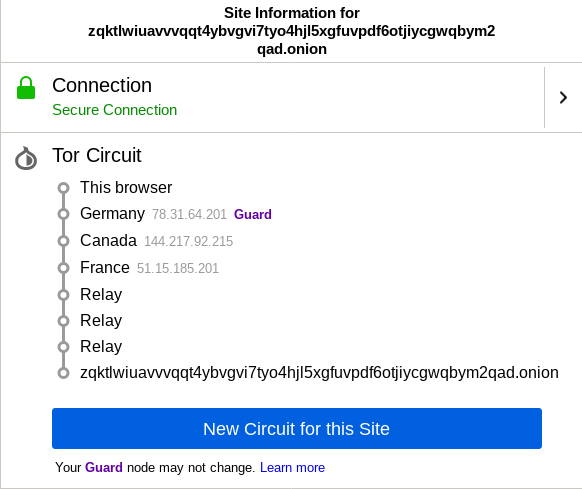 Site Information for
zqktlwiuavvvqqt4ybvgvi7tyo4hjl5xgfuvpdf6otjiycgwqbym2
qad.onion
Connection
Secure Connection
Tor Circuit
This browser
Germany 78.31.64.201 Guard
Canada 144.217.92.215
France 51.15.185.201
Relay
Relay
Relay
zqktlwiuavvvqqt4ybvgvi7tyo4hjl5xgfuvpdf6otjiycgwqbym2qad.onion
New Circuit for this Site
Your Guard node may not change. Learn more